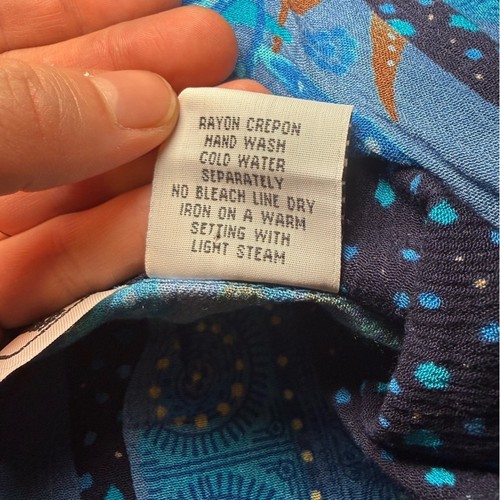 RAYON CREPON
HAND WASH
COLD WATER
SEPARATELY
NO BLEACH LINE DRY
IRON ON A WARM
SETTING WITH
LIGHT STEAM